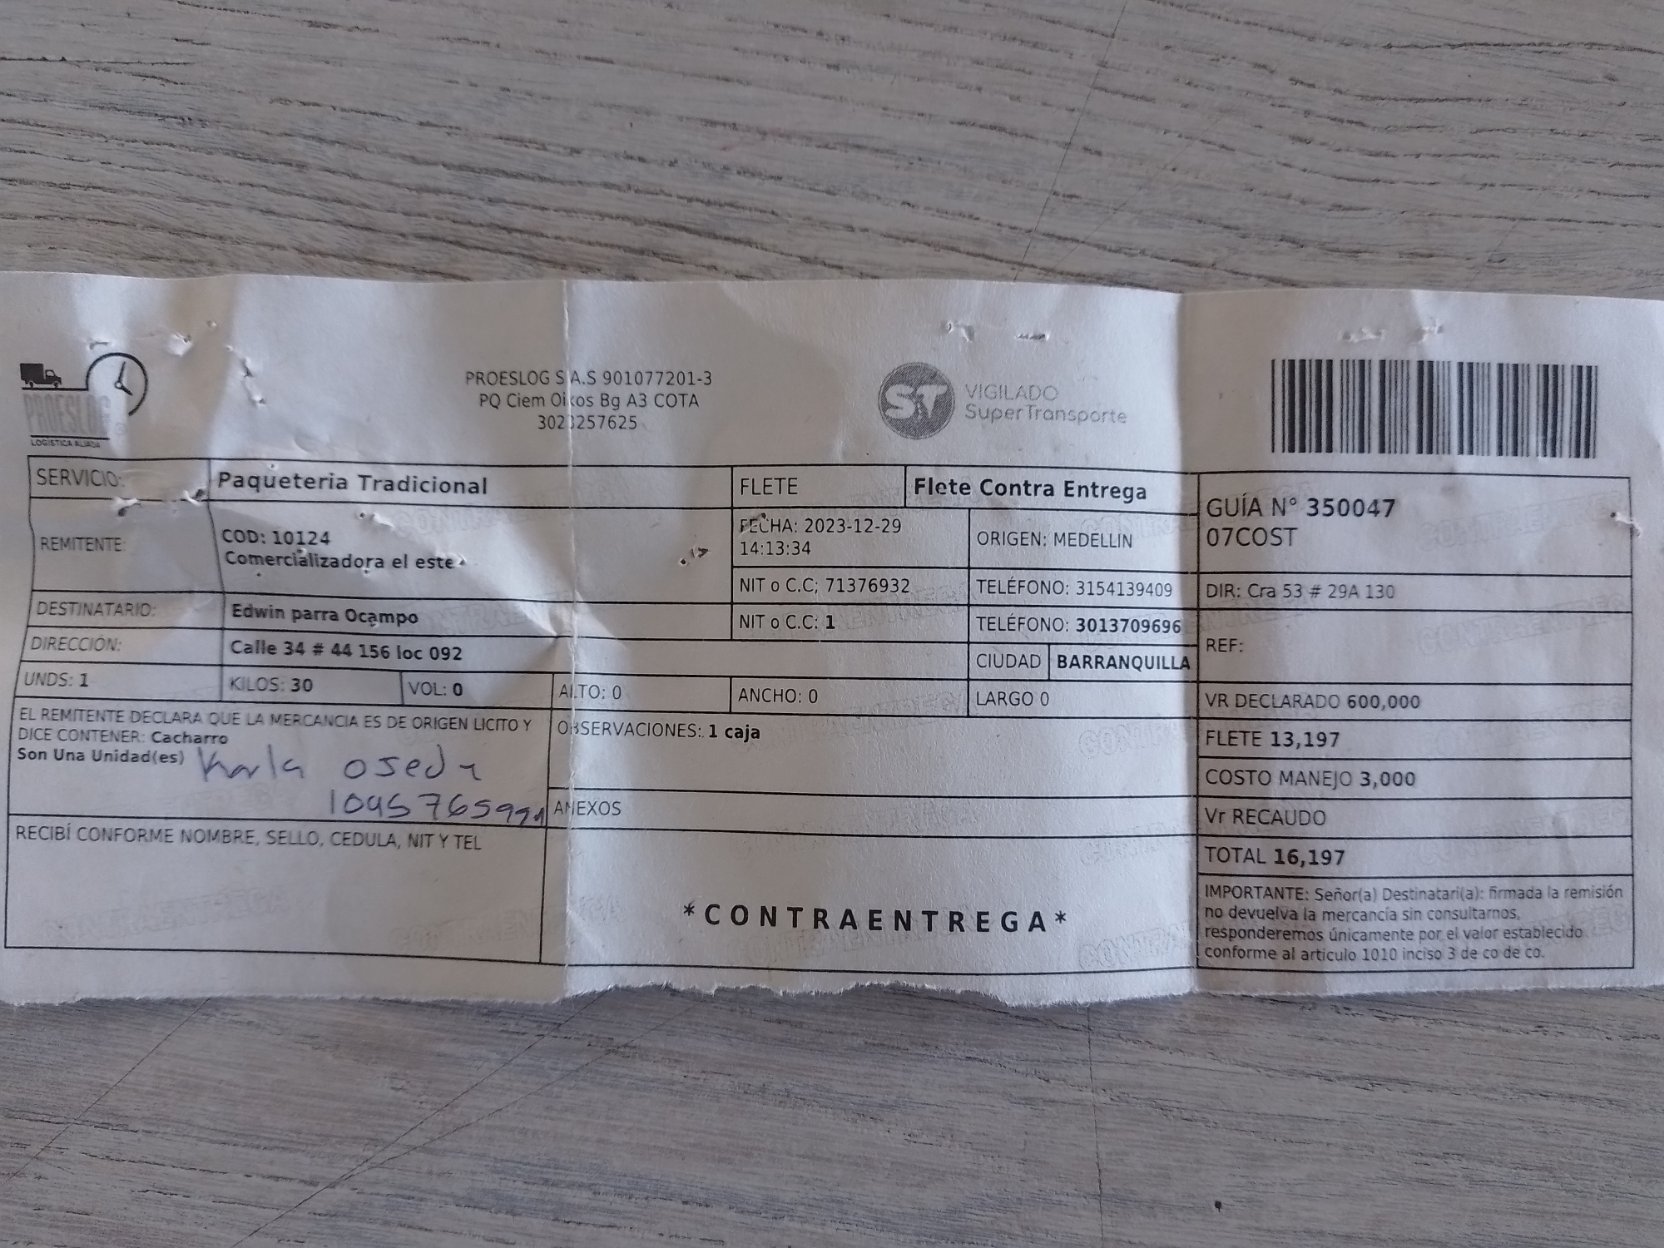 PROESLOG
LOGISTICA ALIADA
PROESLOG S.A.S 901077201-3
PQ Ciem Oikos Bg A3 COTA
3023257625
ST
VIGILADO
SuperTransporte
SERVICIO: Paqueteria Tradicional
FLETE Flete Contra Entrega
GUÍA N° 350047
07COST
REMITENTE: COD: 10124
Comercializadora el este
FECHA: 2023-12-29
14:13:34
ORIGEN: MEDELLIN
NIT o C.C; 71376932
TELÉFONO: 3154139409
DIR: Cra 53 # 29A 130
DESTINATARIO: Edwin parra Ocampo
NIT o C.C: 1
TELÉFONO: 3013709696
REF:
DIRECCIÓN: Calle 34 # 44 156 loc 092
CIUDAD BARRANQUILLA
UNDS: 1 KILOS: 30 VOL: 0 ALTO: 0 ANCHO: 0 LARGO 0
VR DECLARADO 600,000
EL REMITENTE DECLARA QUE LA MERCANCIA ES DE ORIGEN LICITO Y
DICE CONTENER: Cacharro
Son Una Unidad(es)
Karla oseda
OBSERVACIONES: 1 caja
FLETE 13,197
COSTO MANEJO 3,000
ANEXOS
Vr RECAUDO
RECIBÍ CONFORME NOMBRE, SELLO, CEDULA, NIT Y TEL
TOTAL 16,197
*CONTRAENTREGA*
IMPORTANTE: Señor(a) Destinatari(a): firmada la remisión
no devuelva la mercancía sin consultarnos,
responderemos únicamente por el valor establecido
conforme al articulo 1010 inciso 3 de co de co.